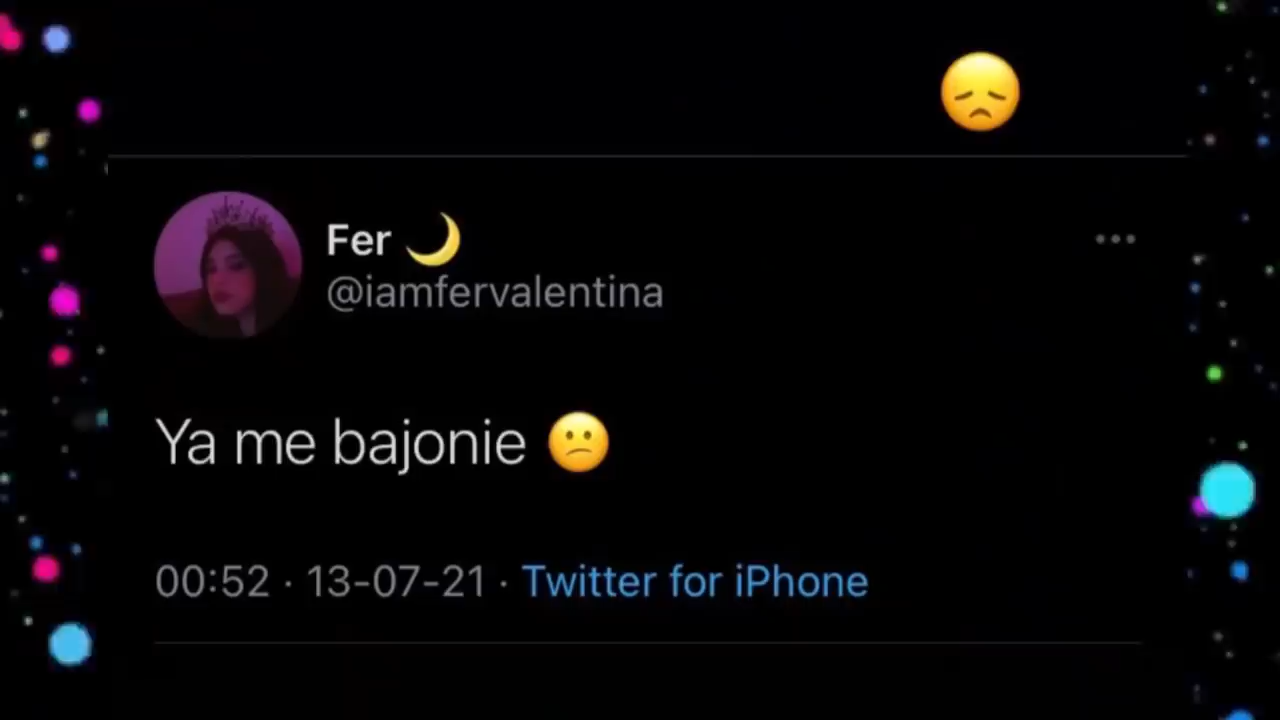 😞
Fer 🌙
@iamfervalentina
Ya me bajonie 😕
00:52 · 13-07-21 · Twitter for iPhone